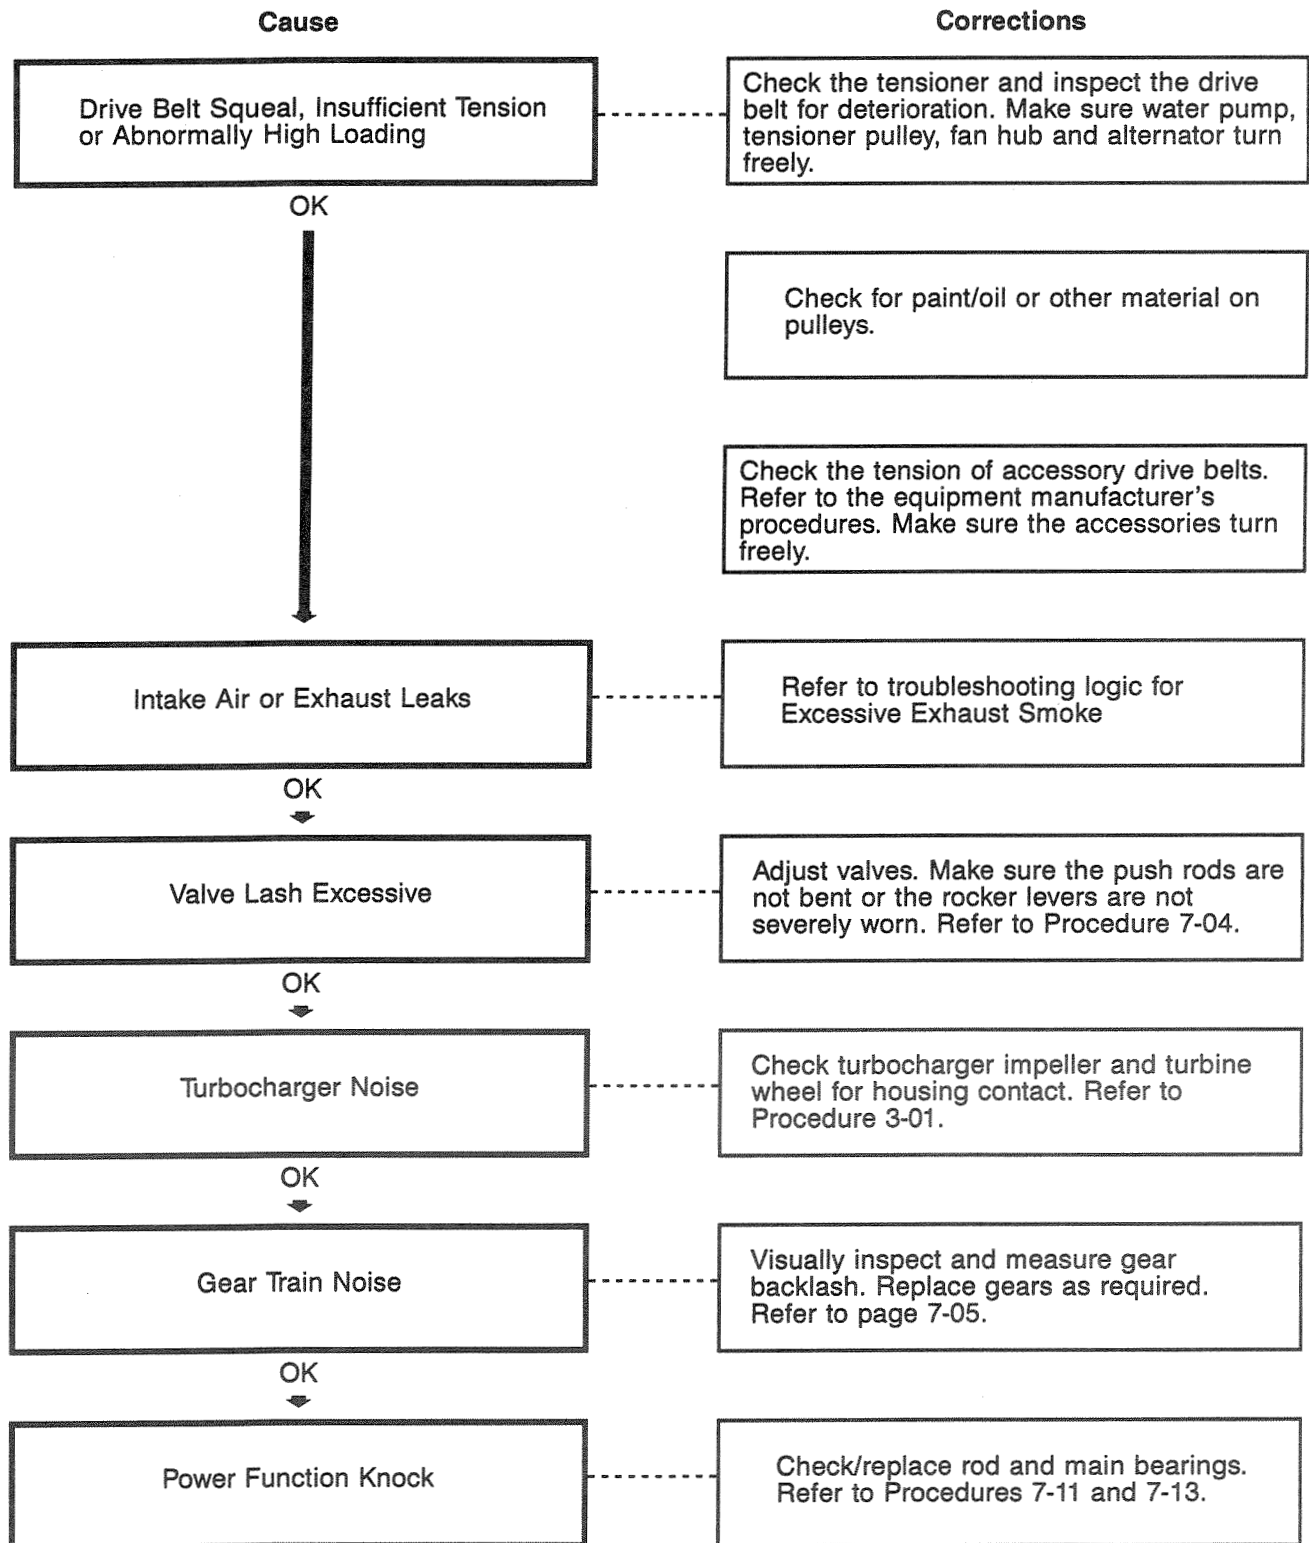 Cause
Corrections
Drive Belt Squeal, Insufficient Tension
or Abnormally High Loading
Check the tensioner and inspect the drive
belt for deterioration. Make sure water pump,
tensioner pulley, fan hub and alternator turn
freely.
OK
Check for paint/oil or other material on
pulleys.
Check the tension of accessory drive belts.
Refer to the equipment manufacturer's
procedures. Make sure the accessories turn
freely.
Intake Air or Exhaust Leaks
Refer to troubleshooting logic for
Excessive Exhaust Smoke
OK
Valve Lash Excessive
Adjust valves. Make sure the push rods are
not bent or the rocker levers are not
severely worn. Refer to Procedure 7-04.
OK
Turbocharger Noise
Check turbocharger impeller and turbine
wheel for housing contact. Refer to
Procedure 3-01.
OK
Gear Train Noise
Visually inspect and measure gear
backlash. Replace gears as required.
Refer to page 7-05.
OK
Power Function Knock
Check/replace rod and main bearings.
Refer to Procedures 7-11 and 7-13.